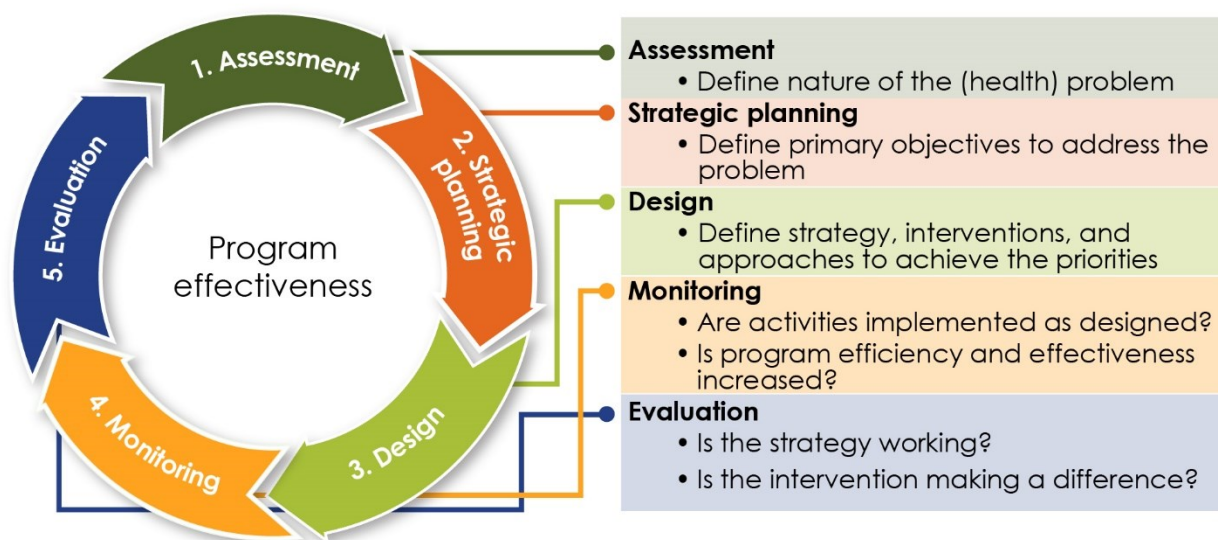 1. Assessment
2. Strategic
planning
3. Design
4. Monitoring
5. Evaluation
Program
effectiveness
Assessment
• Define nature of the (health) problem
Strategic planning
• Define primary objectives to address the
problem
Design
• Define strategy, interventions, and
approaches to achieve the priorities
Monitoring
• Are activities implemented as designed?
• Is program efficiency and effectiveness
increased?
Evaluation
• Is the strategy working?
• Is the intervention making a difference?